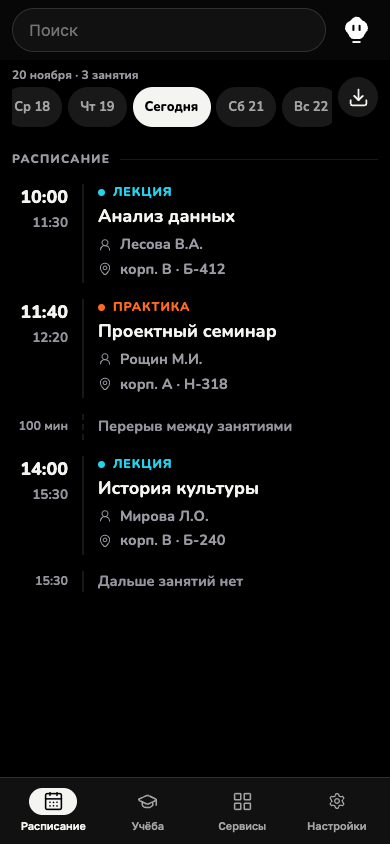 Поиск
20 ноября · 3 занятия
Ср 18
Чт 19
Сегодня
Сб 21
Вс 22
РАСПИСАНИЕ
10:00
11:30
ЛЕКЦИЯ
Анализ данных
Лесова В.А.
корп. В · Б-412
11:40
12:20
ПРАКТИКА
Проектный семинар
Рощин М.И.
корп. А · Н-318
100 мин
Перерыв между занятиями
14:00
15:30
ЛЕКЦИЯ
История культуры
Мирова Л.О.
корп. В · Б-240
15:30
Дальше занятий нет
Расписание
Учёба
Сервисы
Настройки